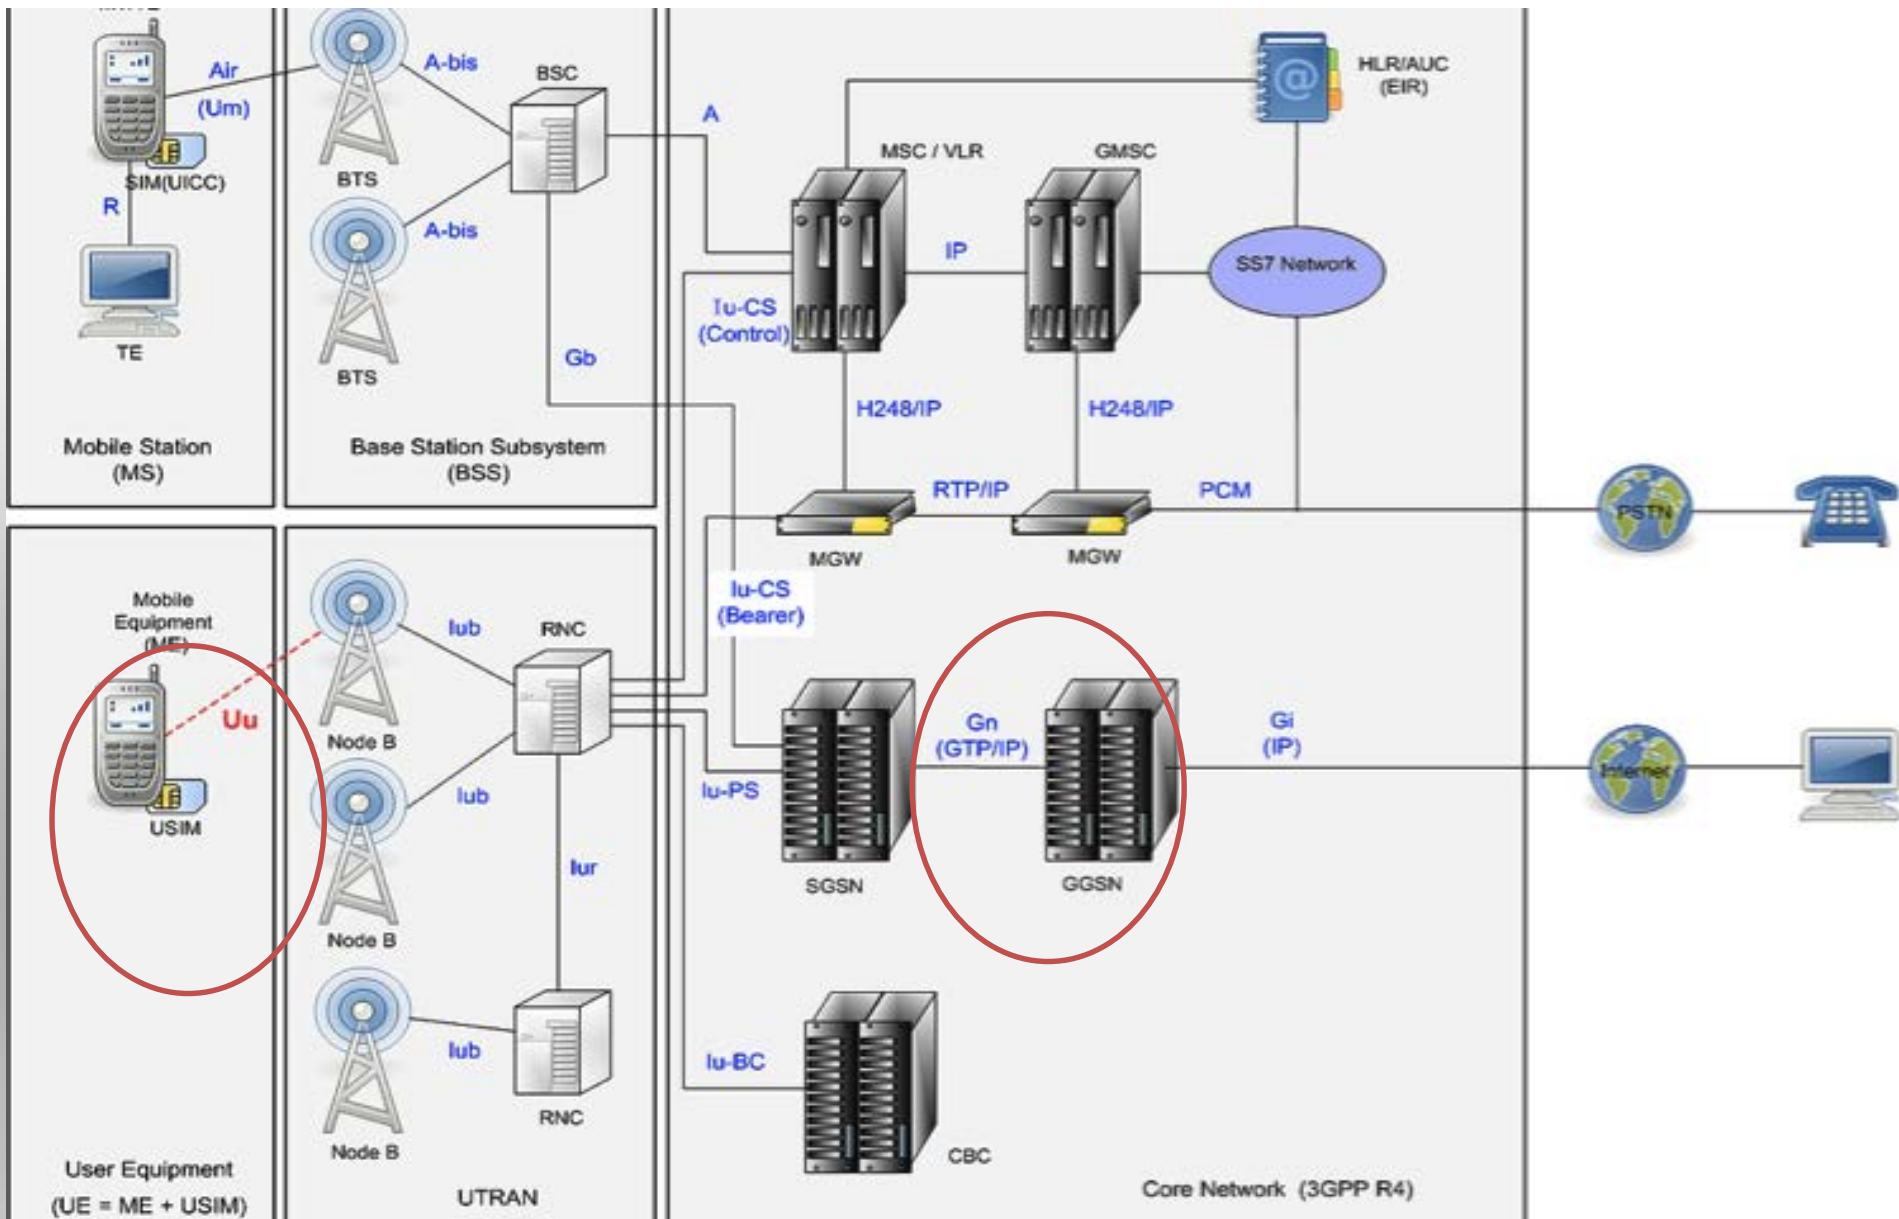 Air
(Um)
SIM(UICC)
R
TE
Mobile Station
(MS)
A-bis
BSC
BTS
A-bis
BTS
Gb
Base Station Subsystem
(BSS)
A
MSC / VLR
GMSC
HLR/AUC
(EIR)
IP
SS7 Network
Iu-CS
(Control)
H248/IP
H248/IP
RTP/IP
PCM
MGW
MGW
PSTN
Iu-CS
(Bearer)
Mobile
Equipment
(ME)
Uu
USIM
User Equipment
(UE = ME + USIM)
Iub
RNC
Node B
Iub
Node B
Iur
Iub
RNC
Node B
UTRAN
Iu-PS
SGSN
Gn
(GTP/IP)
GGSN
Gi
(IP)
Internet
Iu-BC
CBC
Core Network (3GPP R4)